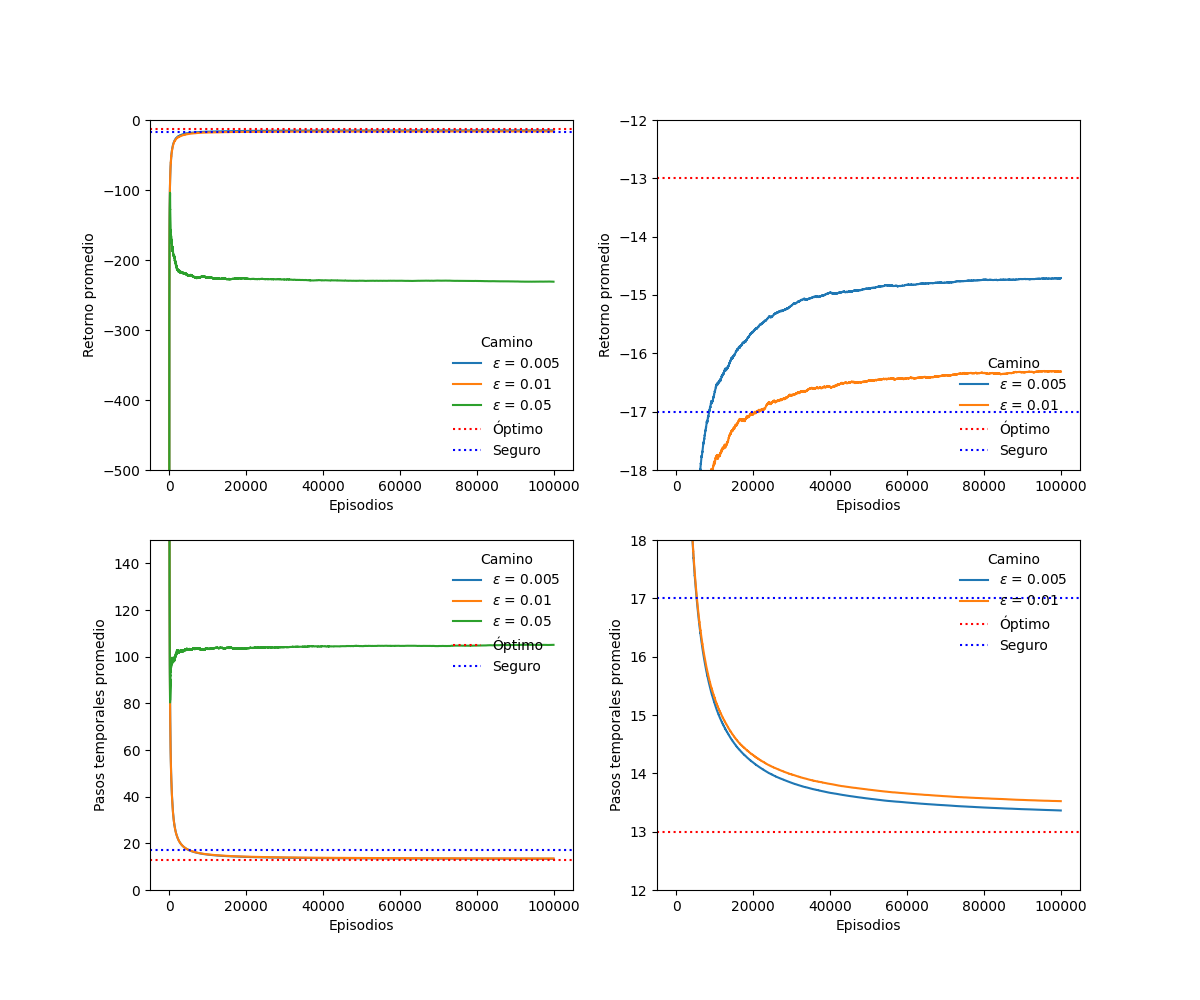 0
−100
−200
−300
−400
−500
Retorno promedio
Camino
ε = 0.005
ε = 0.01
ε = 0.05
Óptimo
Seguro
0 20000 40000 60000 80000 100000
Episodios
−12
−13
−14
−15
−16
−17
−18
Retorno promedio
Camino
ε = 0.005
ε = 0.01
Óptimo
Seguro
0 20000 40000 60000 80000 100000
Episodios
140
120
100
80
60
40
20
0
Pasos temporales promedio
Camino
ε = 0.005
ε = 0.01
ε = 0.05
Óptimo
Seguro
0 20000 40000 60000 80000 100000
Episodios
18
17
16
15
14
13
12
Pasos temporales promedio
Camino
ε = 0.005
ε = 0.01
Óptimo
Seguro
0 20000 40000 60000 80000 100000
Episodios